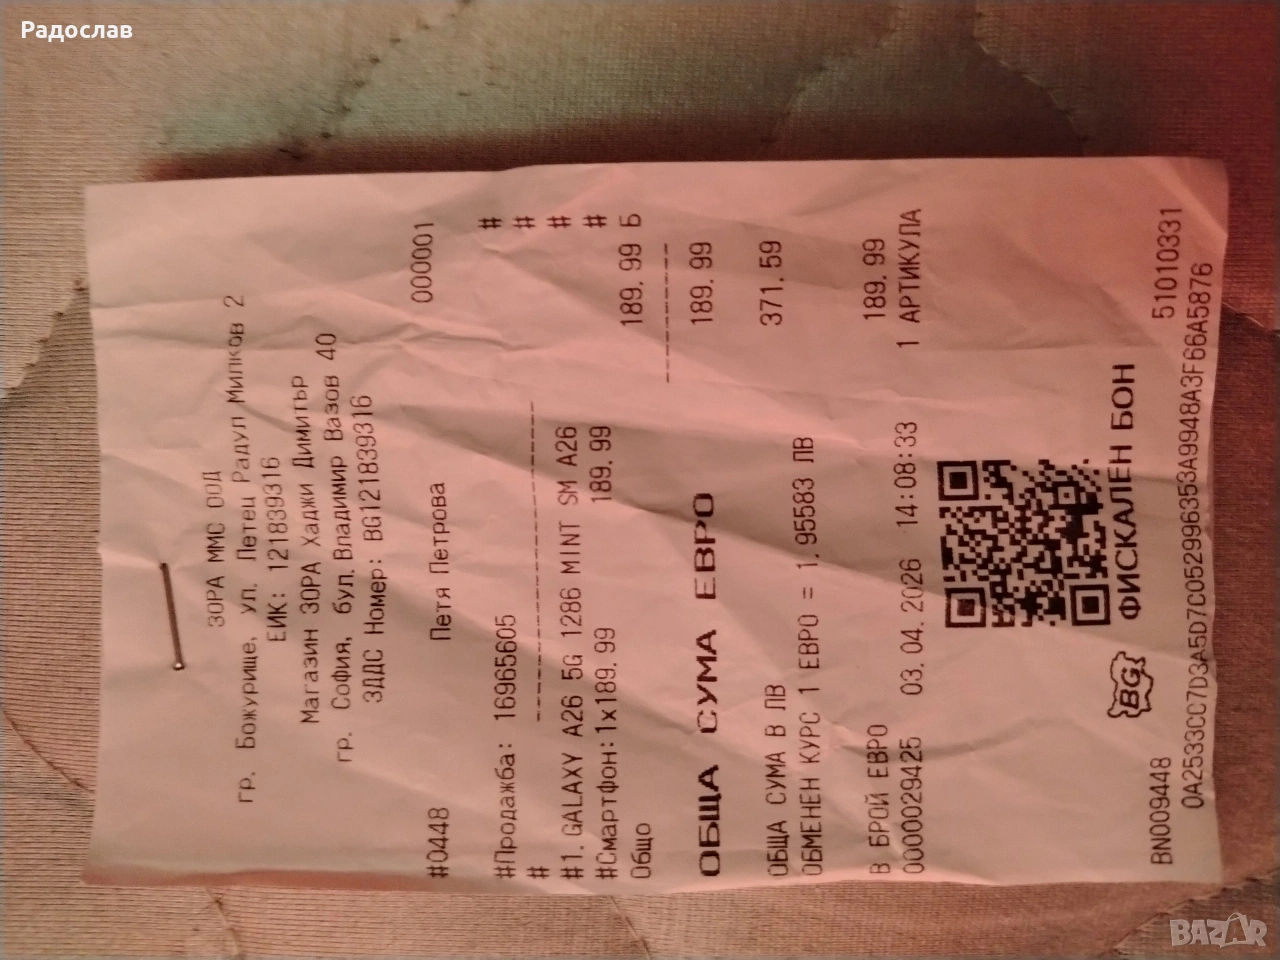 Радослав
ЗОРА ММС ООД
гр. Божурище, ул. Летец Радул Милков 2
ЕИК: 121839316
Магазин ЗОРА Хаджи Димитър
гр. София, бул. Владимир Вазов 40
ЗДДС Номер: BG121839316
#0448 Петя Петрова 000001
#Продажба: 16965605 #
# ------------------------ #
#1. GALAXY A26 5G 1286 MINT SM A26 #
#Смартфон: 1x189.99 189.99 #
Общо 189.99 Б
------------
ОБЩА СУМА ЕВРО 189.99
ОБЩА СУМА В ЛВ 371.59
ОБМЕНЕН КУРС 1 ЕВРО = 1.95583 ЛВ
В БРОЙ ЕВРО 189.99
0000029425 03.04.2026 14:08:33 1 АРТИКУЛА
BG ФИСКАЛЕН БОН
BN009448 51010331
0A2533CC7D3A5D7C052996353A9948A3F66A5876
BAZAR